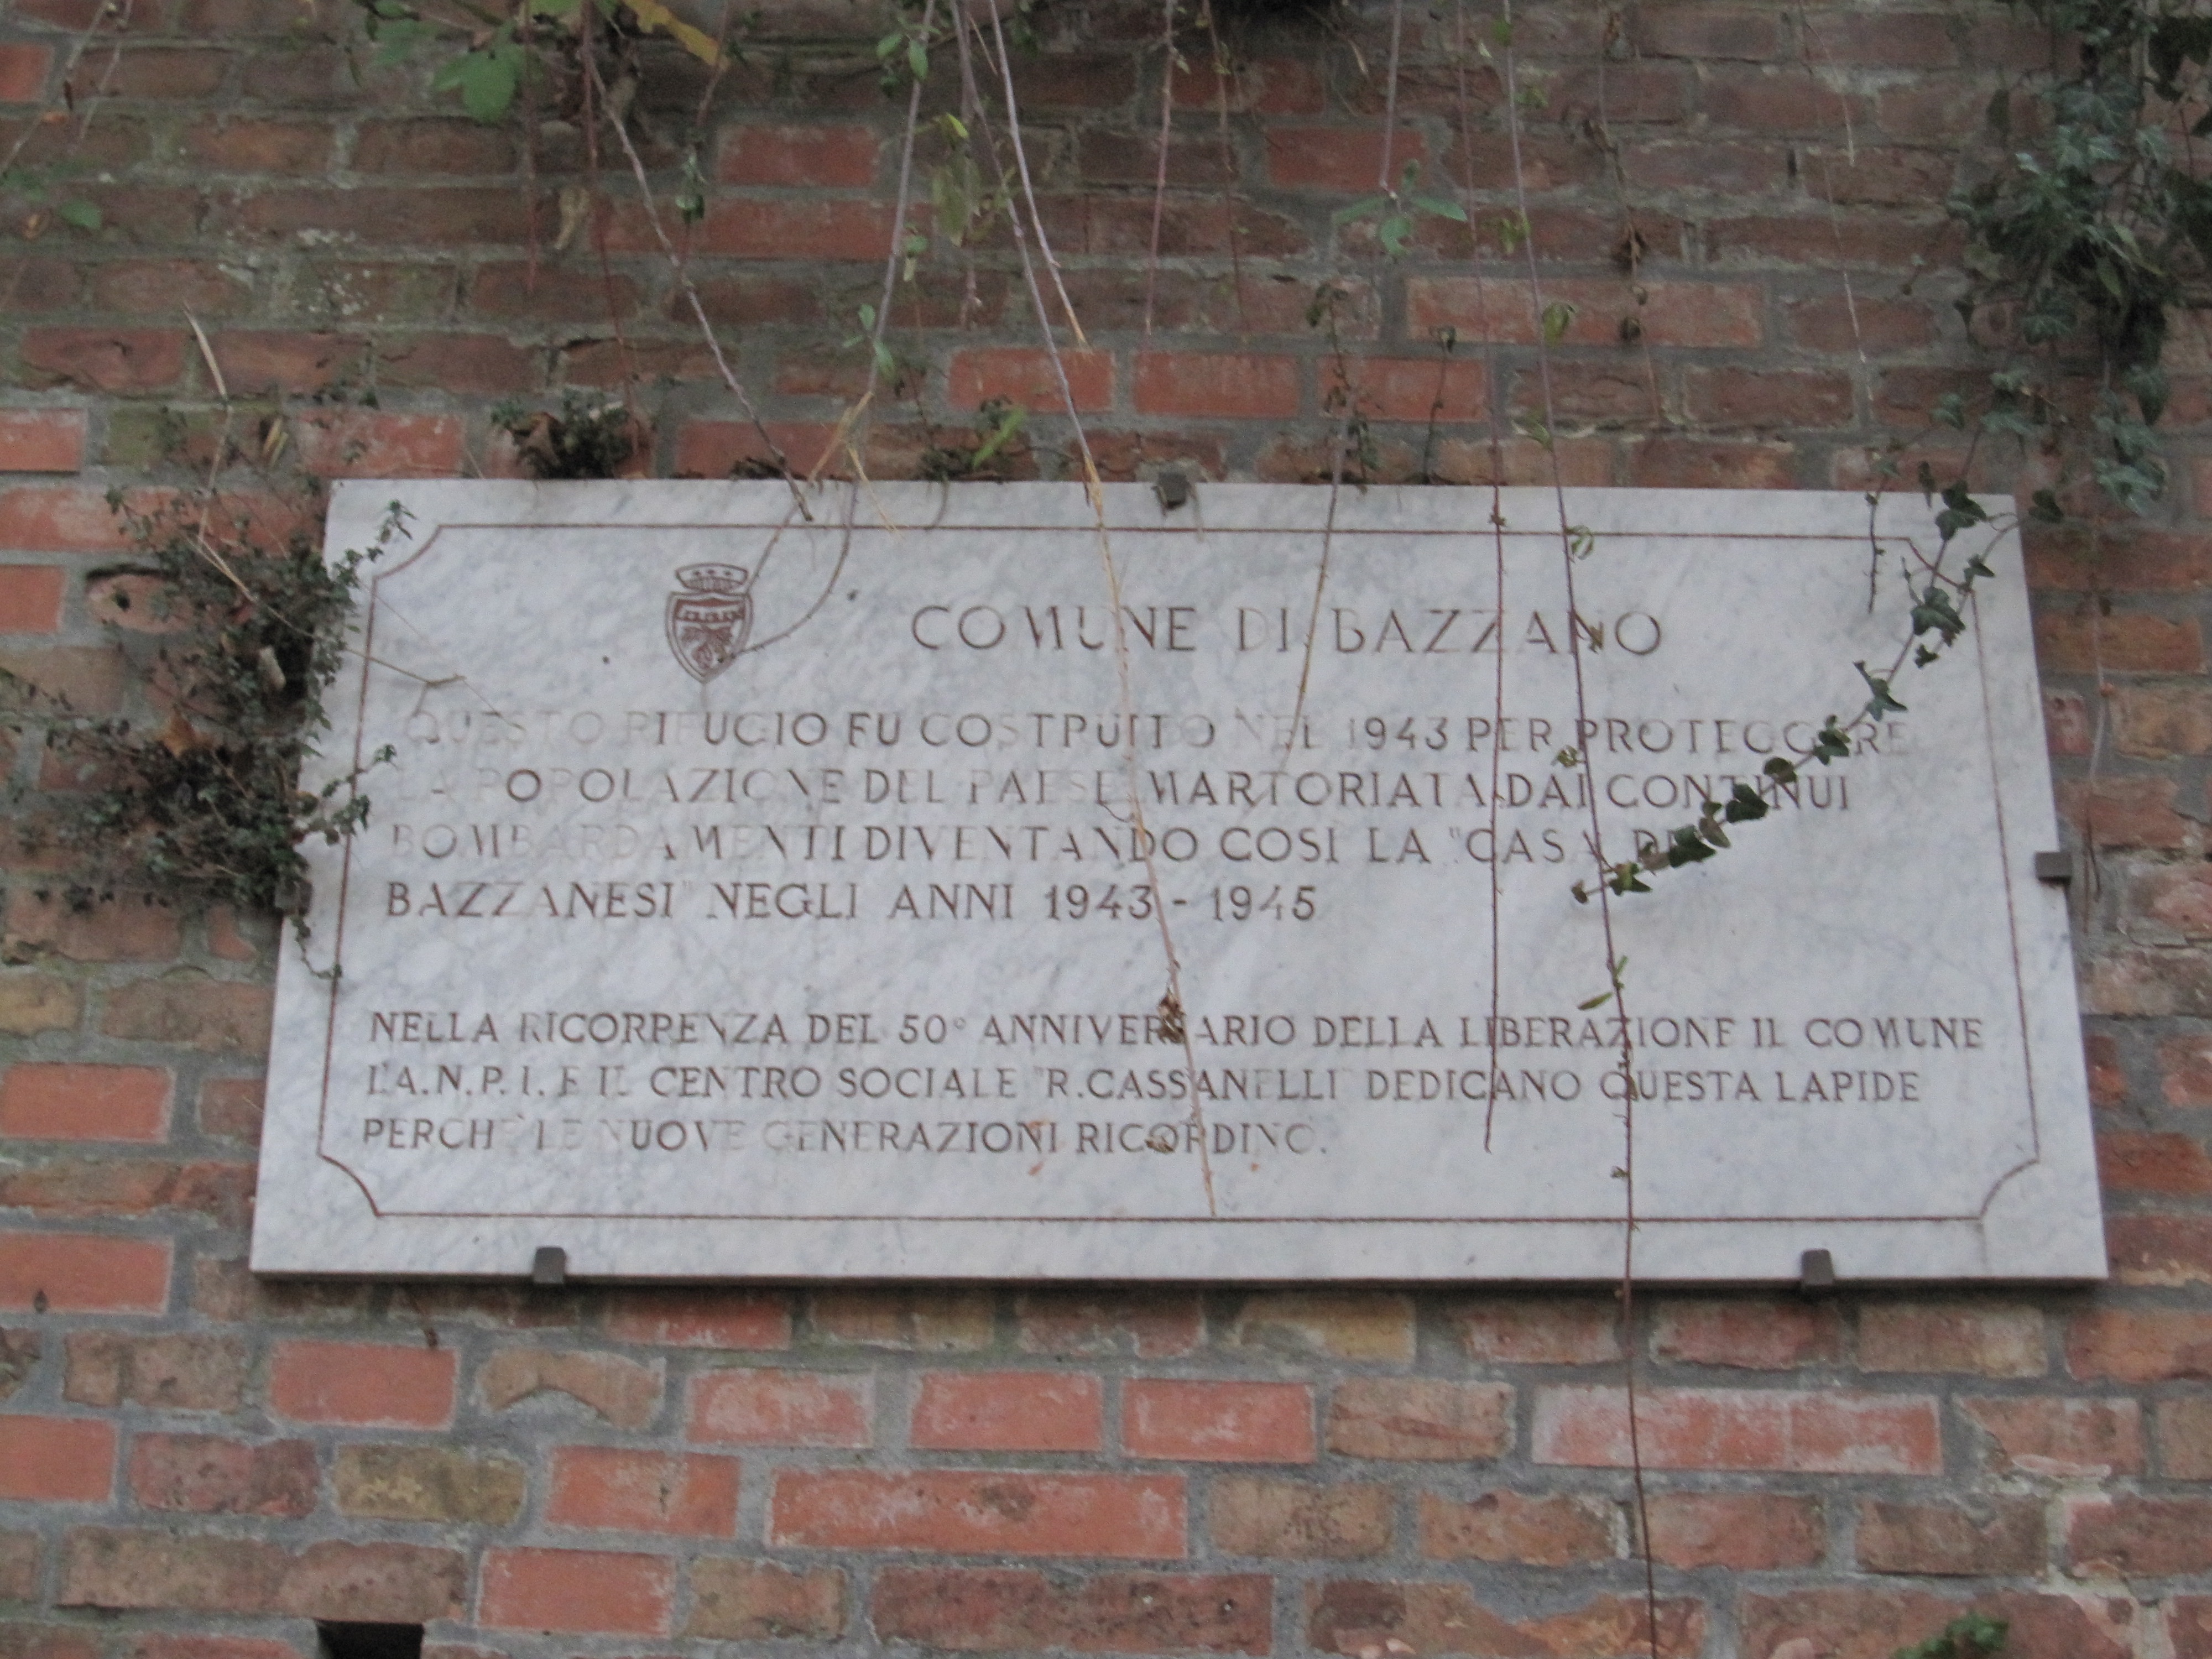 COMUNE DI BAZZANO
QUESTO RIFUGIO FU COSTRUITO NEL 1943 PER PROTEGGERE
LA POPOLAZIONE DEL PAESE MARTORIATA DAI CONTINUI
BOMBARDAMENTI DIVENTANDO COSÌ LA "CASA DEI
BAZZANESI" NEGLI ANNI 1943 - 1945
NELLA RICORRENZA DEL 50° ANNIVERSARIO DELLA LIBERAZIONE IL COMUNE
L'A.N.P.I. E IL CENTRO SOCIALE "R. CASSANELLI" DEDICANO QUESTA LAPIDE
PERCHÈ LE NUOVE GENERAZIONI RICORDINO.